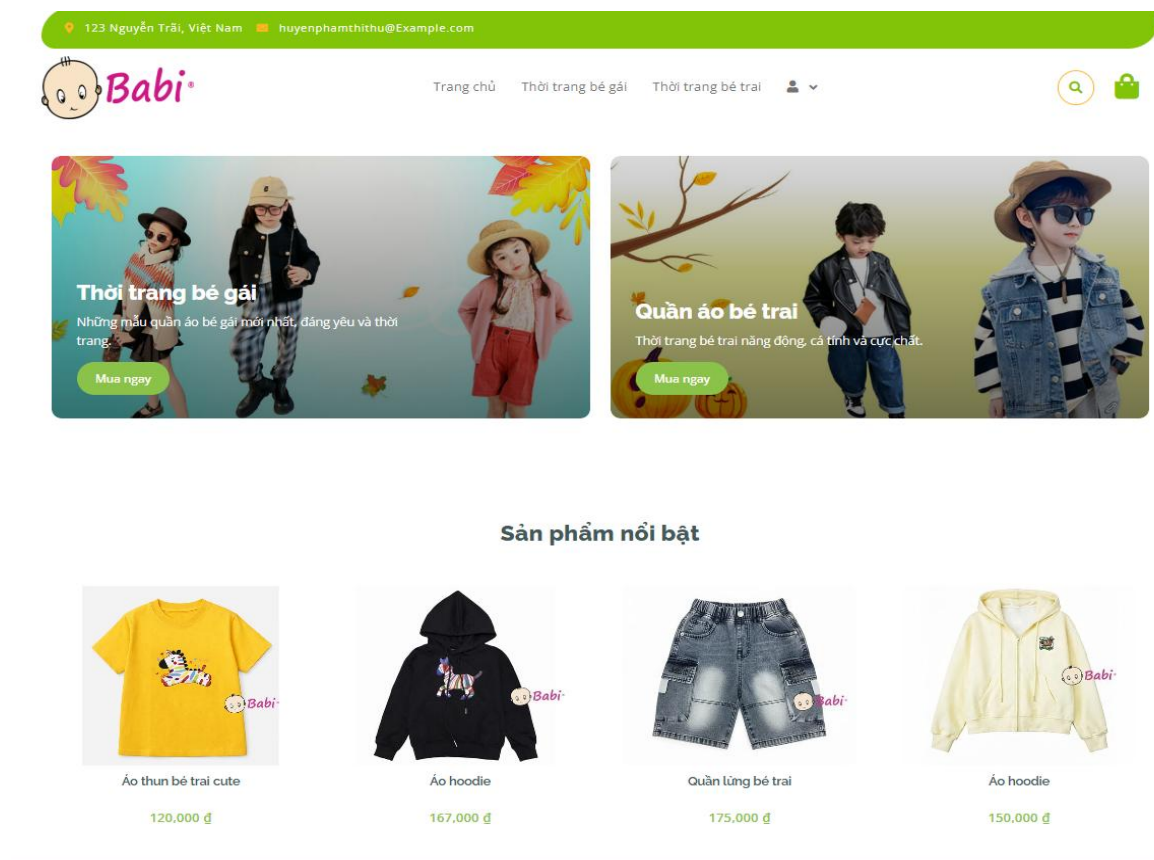 123 Nguyễn Trãi, Việt Nam huyenphamthithu@Example.com
Babi
Trang chủ Thời trang bé gái Thời trang bé trai
Thời trang bé gái
Những mẫu quần áo bé gái mới nhất, đáng yêu và thời
trang.
Mua ngay
Quần áo bé trai
Thời trang bé trai năng động, cá tính và cực chất.
Mua ngay
Sản phẩm nổi bật
Babi
Babi
Babi
Babi
Áo thun bé trai cute Áo hoodie Quần lửng bé trai Áo hoodie
120,000 ₫ 167,000 ₫ 175,000 ₫ 150,000 ₫